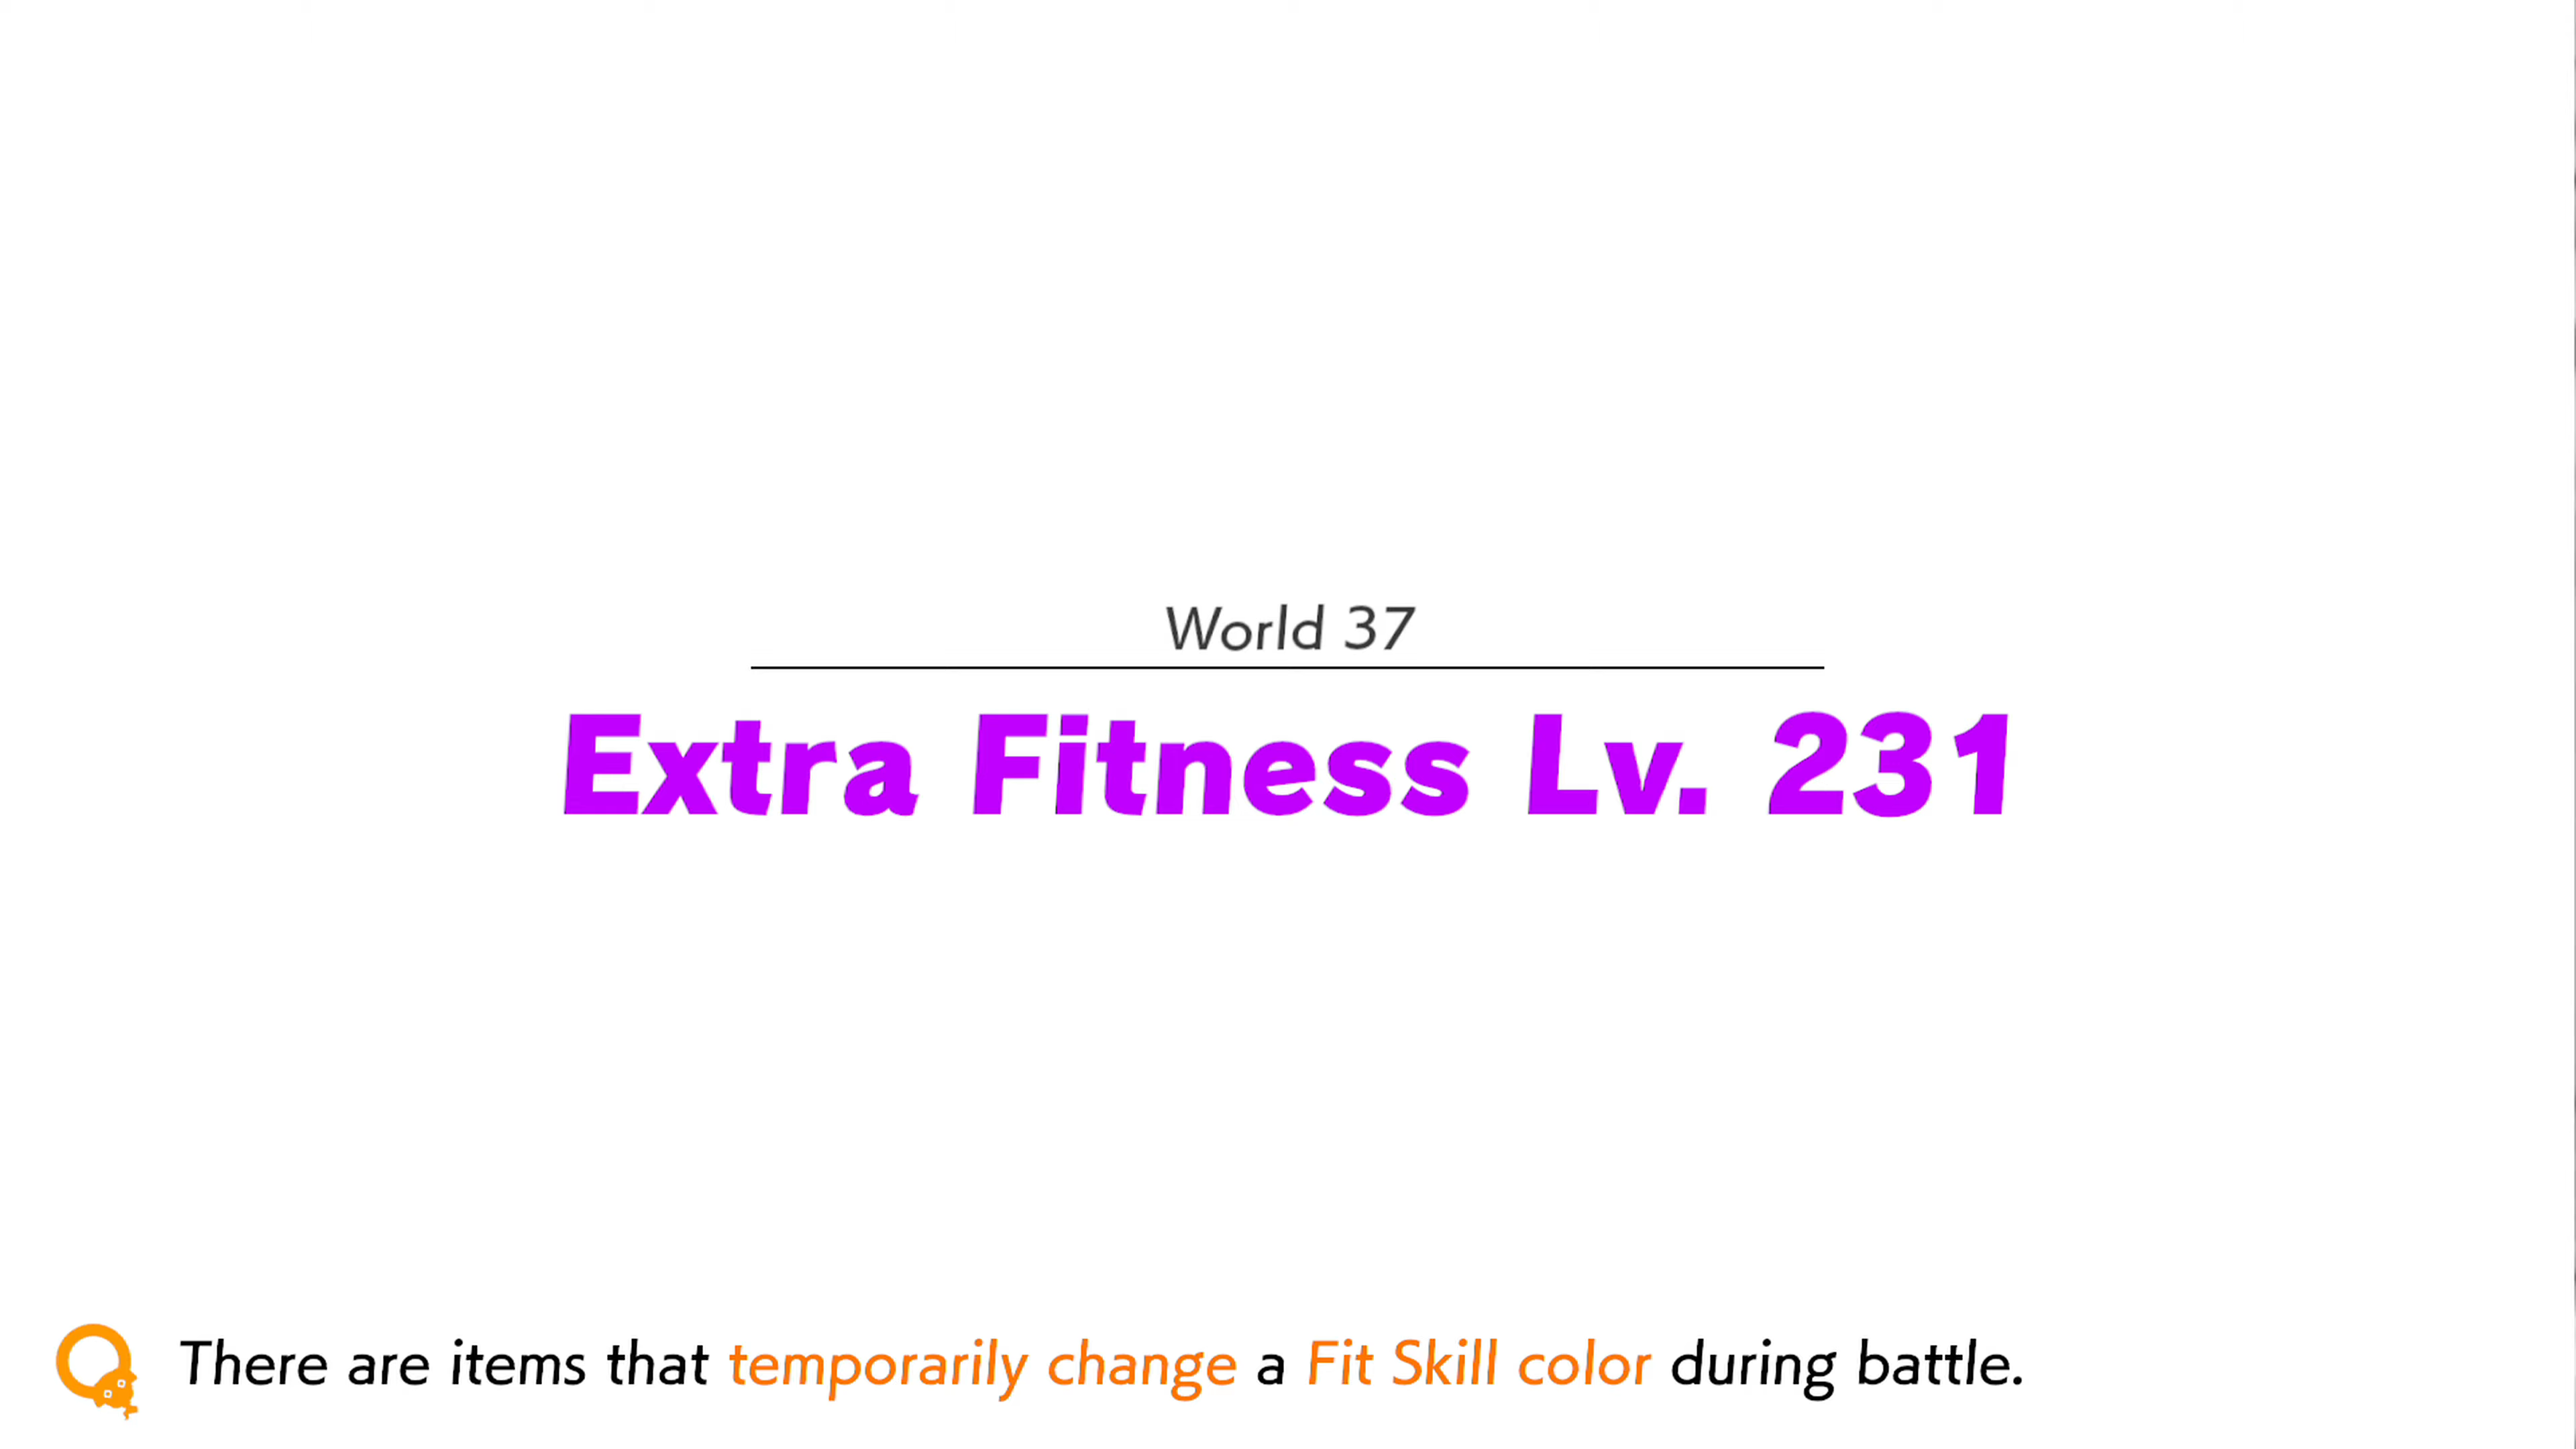 World 37
Extra Fitness Lv. 231
There are items that temporarily change a Fit Skill color during battle.